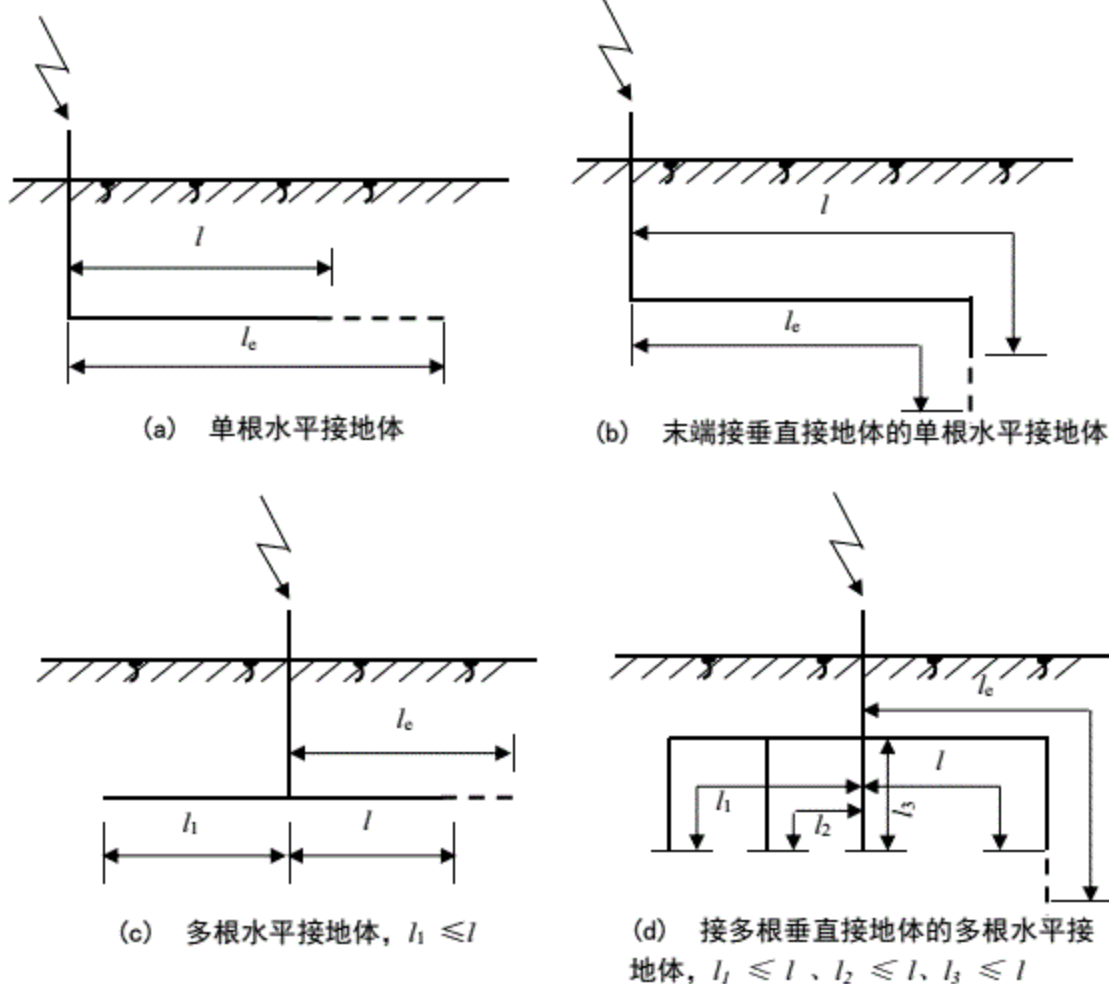 l
lₑ
(a) 单根水平接地体
l
lₑ
(b) 末端接垂直接地体的单根水平接地体
lₑ
l₁
l
(c) 多根水平接地体，l₁ ≤l
lₑ
l
l₁
l₂
l₃
(d) 接多根垂直接地体的多根水平接
地体，l₁ ≤ l 、l₂ ≤ l、l₃ ≤ l